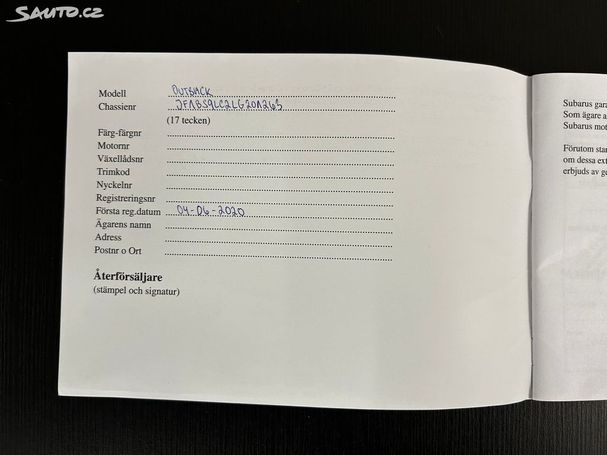 SAUTO.CZ
Modell OUTBACK
Chassienr JF1BS9LC2LG201263
(17 tecken)
Färg-färgnr
Motornr
Växellådsnr
Trimkod
Nyckelnr
Registreringsnr
Första reg.datum 04-06-2020
Ägarens namn
Adress
Postnr o Ort
Återförsäljare
(stämpel och signatur)
Subarus gara
Som ägare a
Subarus mot
Förutom stan
om dessa ext
erbjuds av ge